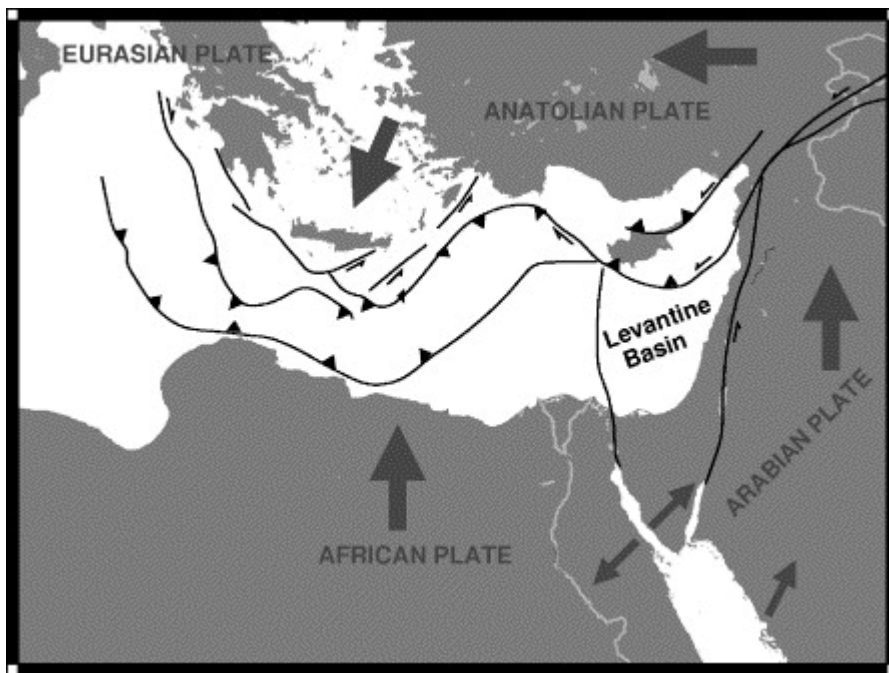 EURASIAN PLATE
ANATOLIAN PLATE
Levantine
Basin
ARABIAN PLATE
AFRICAN PLATE